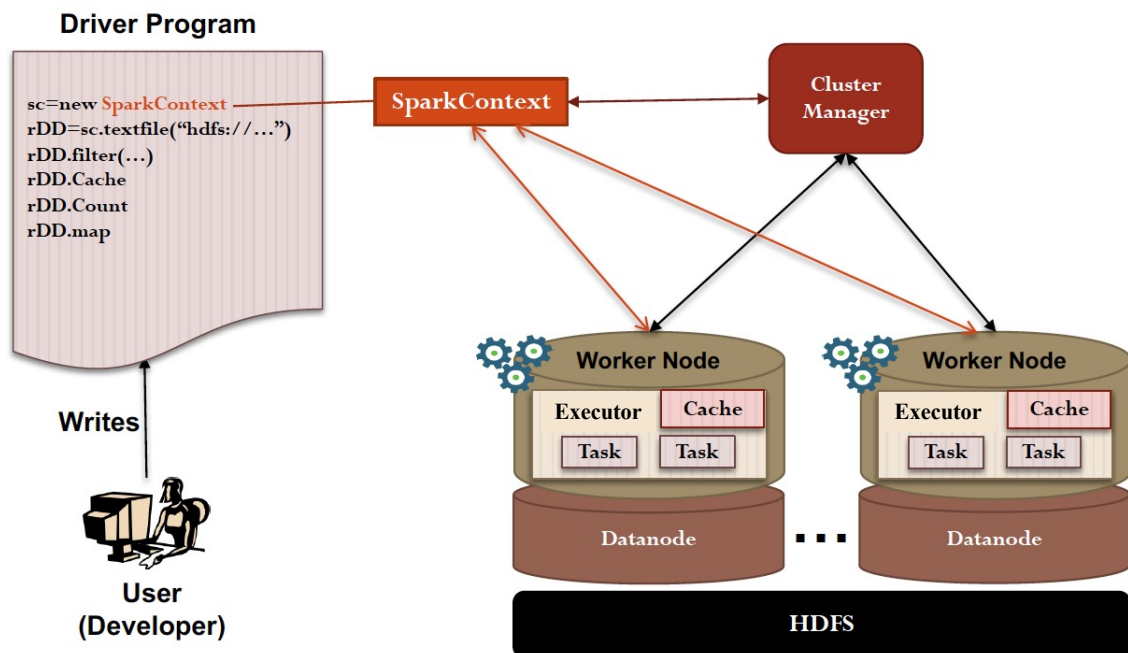 Driver Program
sc=new SparkContext
rDD=sc.textfile(“hdfs://…”)
rDD.filter(…)
rDD.Cache
rDD.Count
rDD.map
SparkContext
Cluster
Manager
Writes
User
(Developer)
Worker Node
Executor
Cache
Task
Task
Datanode
...
Worker Node
Executor
Cache
Task
Task
Datanode
HDFS